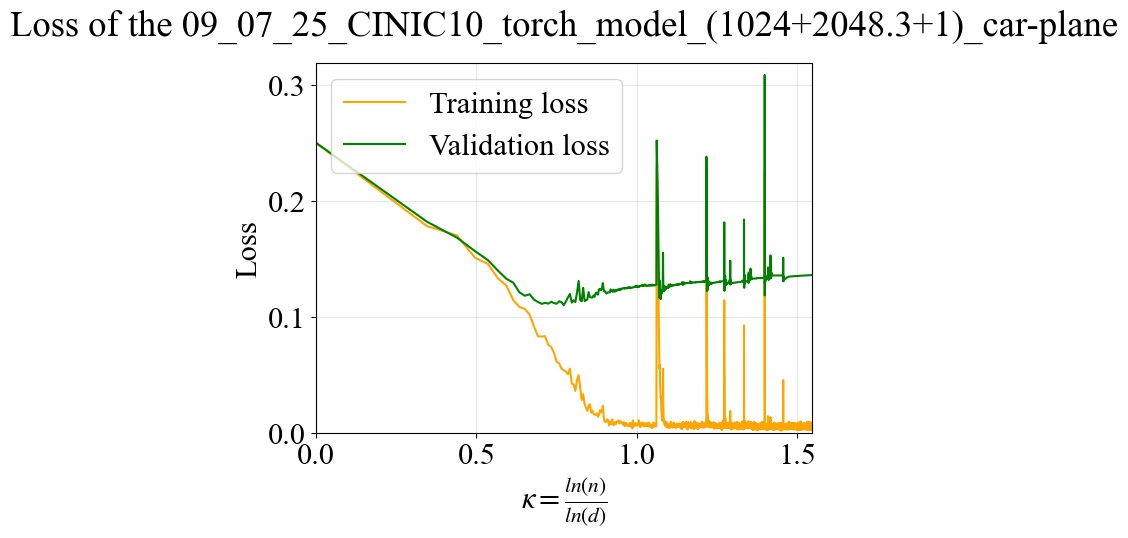 Loss of the 09_07_25_CINIC10_torch_model_(1024+2048.3+1)_car-plane
0.3
0.2
0.1
0.0
Loss
Training loss
Validation loss
0.0 0.5 1.0 1.5
κ = ln(n)/ln(d)